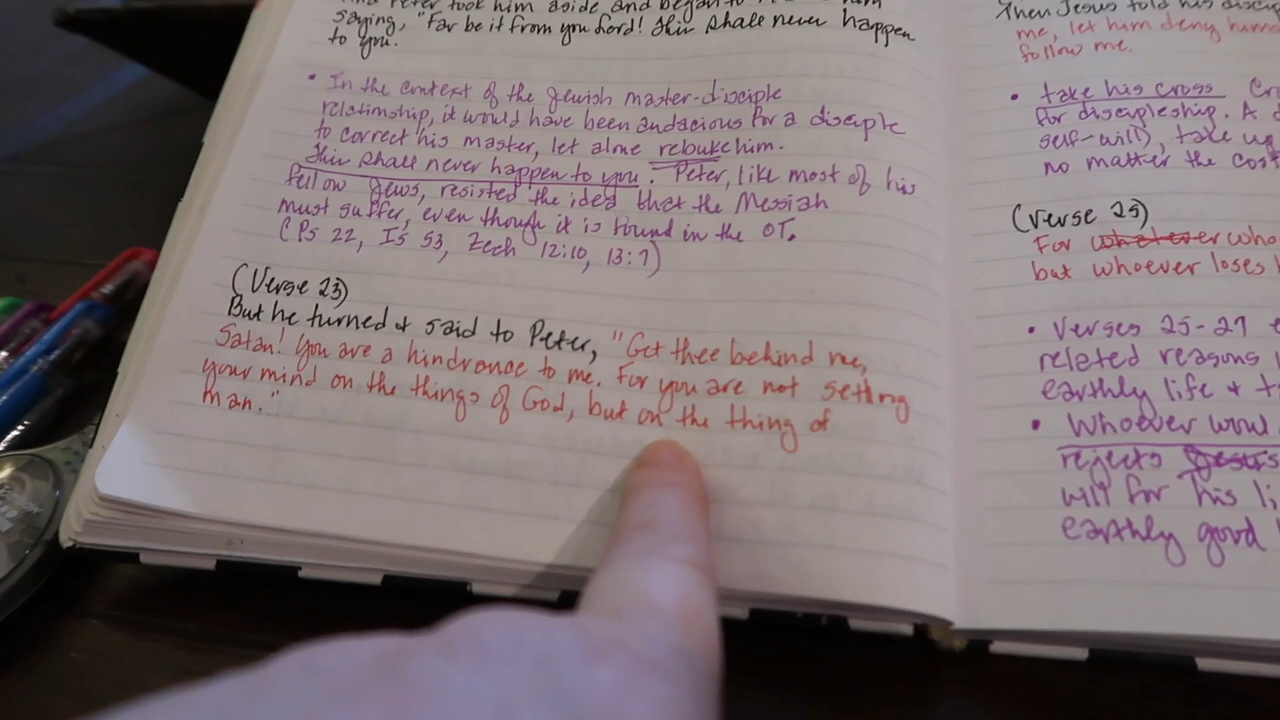 And Peter took him aside and began to him
saying, "Far be it from you Lord! This shall never happen
to you.
• In the context of the Jewish master-disciple
relationship, it would have been audacious for a disciple
to correct his master, let alone rebuke him.
This shall never happen to you. Peter, like most of his
fellow Jews, resisted the idea that the Messiah
must suffer, even though it is found in the OT.
(Ps 22, Is 53, Zech 12:10, 13:7)
(Verse 23)
But he turned & said to Peter, "Get thee behind me,
Satan! You are a hindrance to me. For you are not setting
your mind on the things of God, but on the thing of
man."
Then Jesus told his
me, let him deny
follow me.
• take his cross
for discipleship. A
self-will), take up
no matter the cost
(Verse 25)
For whoever who
but whoever loses
• Verses 25-27
releted reasons
earthly life &
• Whoever woul
rejects Jesus
will for his li
earthly good